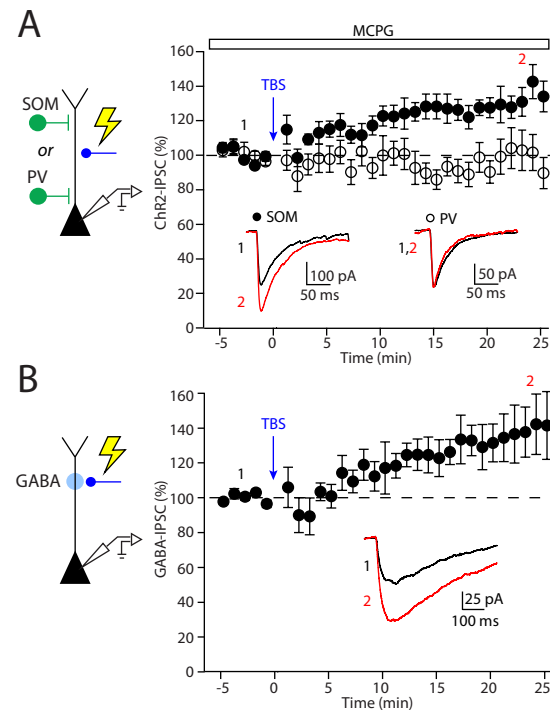 A
MCPG
SOM
or
PV
ChR2-IPSC (%)
160
140
120
100
80
60
40
20
0
TBS
1
2
SOM
PV
1
2
100 pA
50 ms
1,2
50 pA
50 ms
-5 0 5 10 15 20 25
Time (min)
B
GABA
GABA-IPSC (%)
160
140
120
100
80
60
40
20
0
TBS
1
2
1
2
25 pA
100 ms
-5 0 5 10 15 20 25
Time (min)